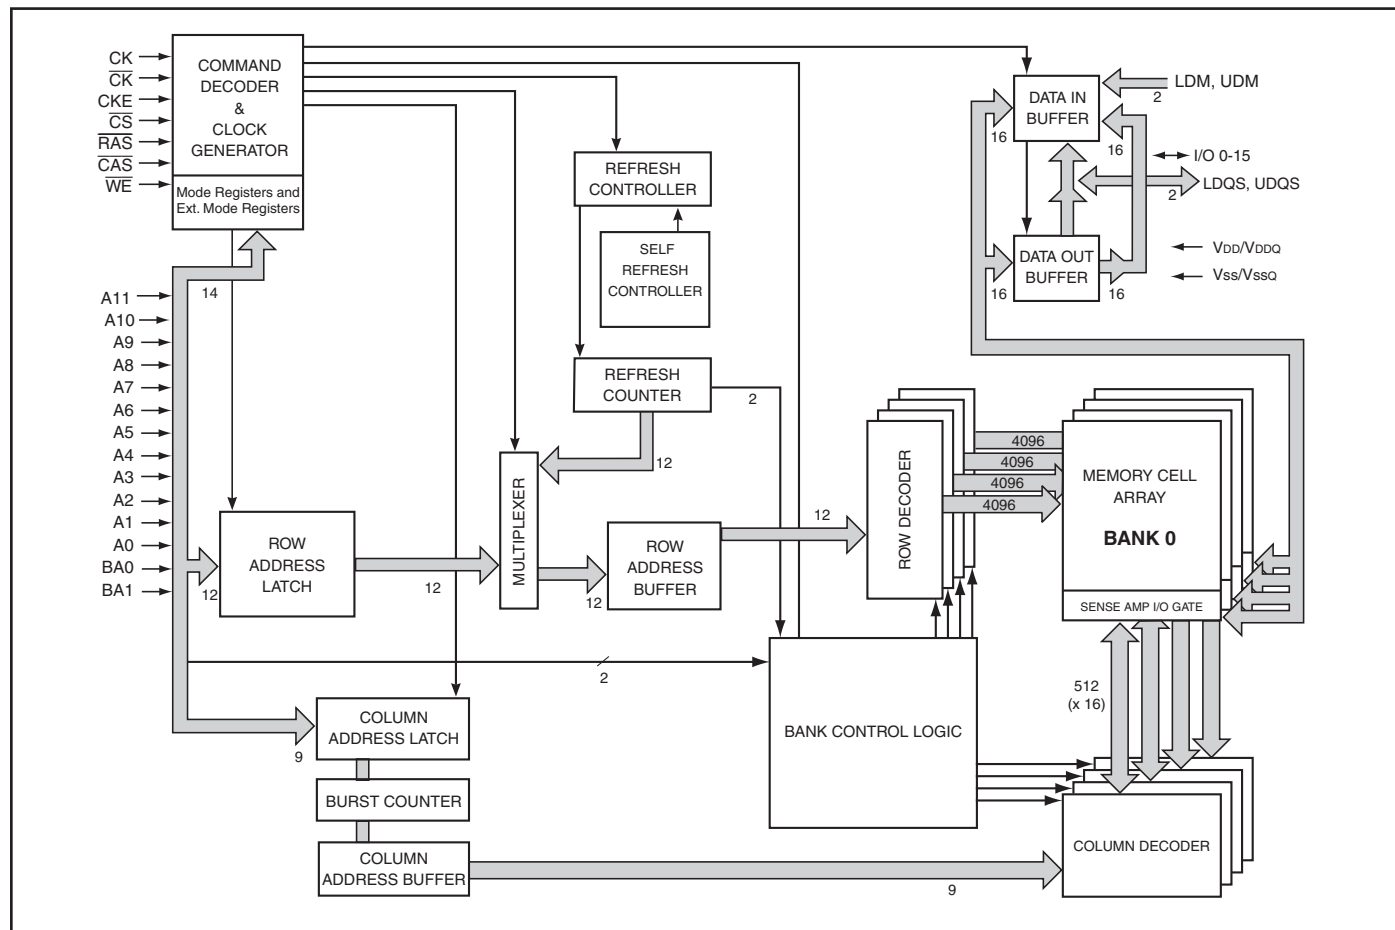 CK
CK
CKE
CS
RAS
CAS
WE
COMMAND
DECODER
&
CLOCK
GENERATOR
Mode Registers and
Ext. Mode Registers
14
A11
A10
A9
A8
A7
A6
A5
A4
A3
A2
A1
A0
BA0
BA1
12
ROW
ADDRESS
LATCH
12
MULTIPLEXER
12
REFRESH
CONTROLLER
SELF
REFRESH
CONTROLLER
REFRESH
COUNTER
2
12
ROW
ADDRESS
BUFFER
12
2
9
COLUMN
ADDRESS LATCH
BURST COUNTER
COLUMN
ADDRESS BUFFER
9
BANK CONTROL LOGIC
ROW DECODER
4096
4096
4096
4096
MEMORY CELL
ARRAY
BANK 0
SENSE AMP I/O GATE
512
(x 16)
COLUMN DECODER
DATA IN
BUFFER
16
16
2
LDM, UDM
I/O 0-15
2
LDQS, UDQS
DATA OUT
BUFFER
16
16
VDD/VDDQ
Vss/VssQ